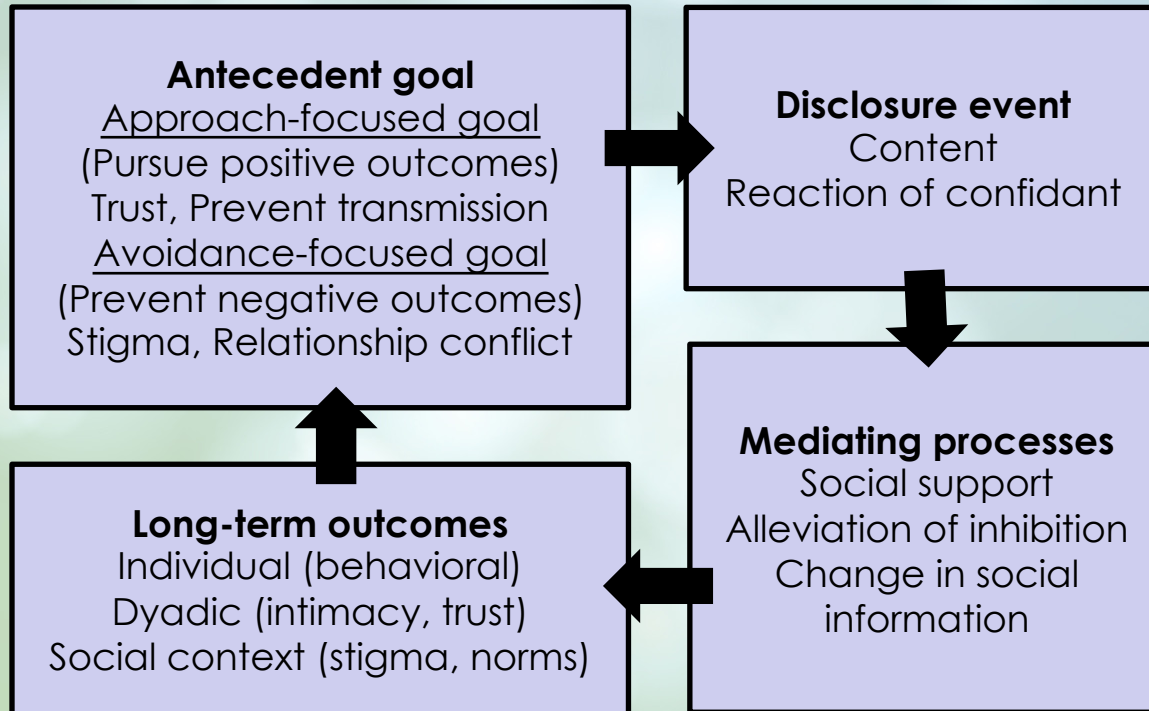 Antecedent goal
Approach-focused goal
(Pursue positive outcomes)
Trust, Prevent transmission
Avoidance-focused goal
(Prevent negative outcomes)
Stigma, Relationship conflict
Disclosure event
Content
Reaction of confidant
Mediating processes
Social support
Alleviation of inhibition
Change in social
information
Long-term outcomes
Individual (behavioral)
Dyadic (intimacy, trust)
Social context (stigma, norms)